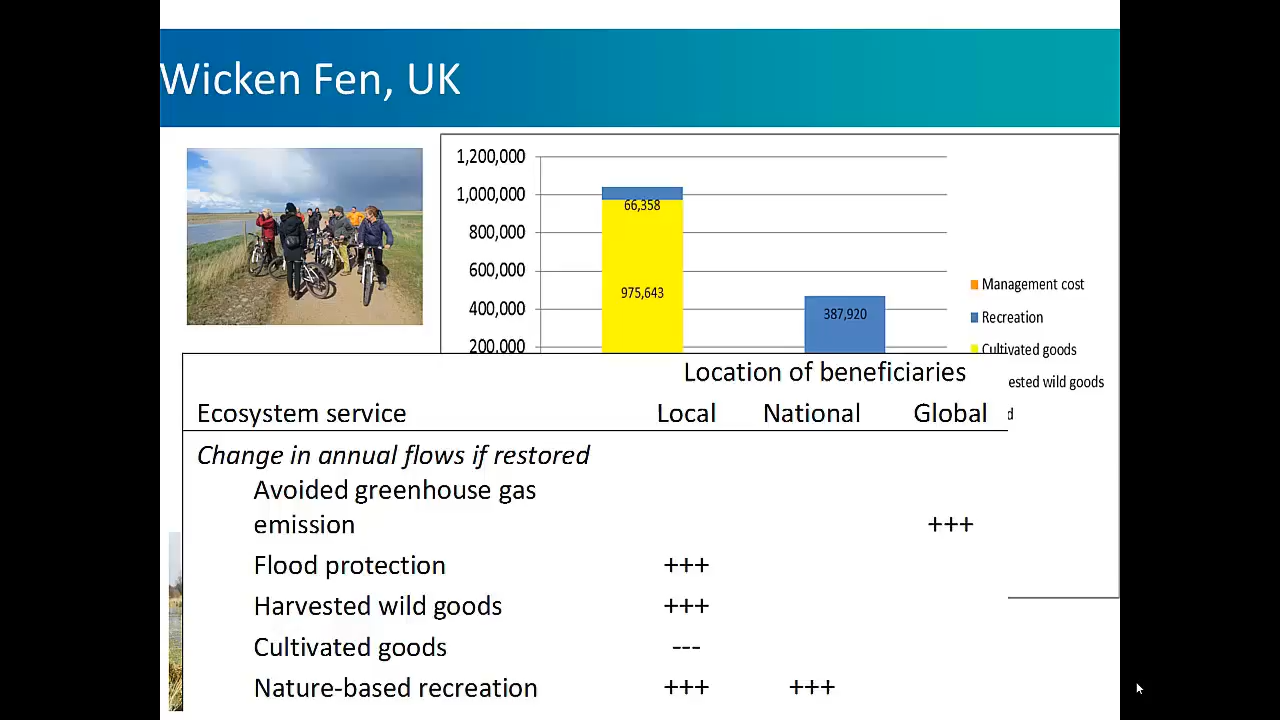 Wicken Fen, UK
1,200,000
1,000,000
800,000
600,000
400,000
200,000
66,358
975,643
387,920
Management cost
Recreation
Cultivated goods
ested wild goods
d
Location of beneficiaries
Ecosystem service Local National Global
Change in annual flows if restored
Avoided greenhouse gas
emission +++
Flood protection +++
Harvested wild goods +++
Cultivated goods ---
Nature-based recreation +++ +++